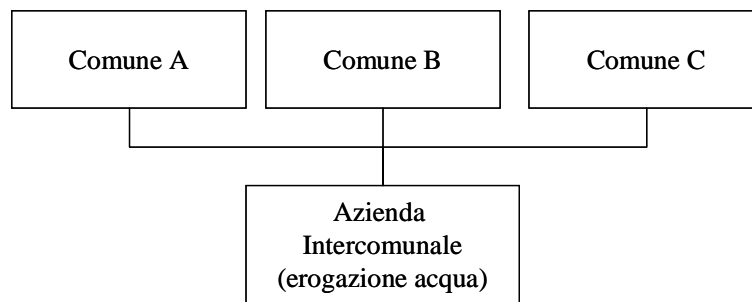 Comune A
Comune B
Comune C
Azienda
Intercomunale
(erogazione acqua)